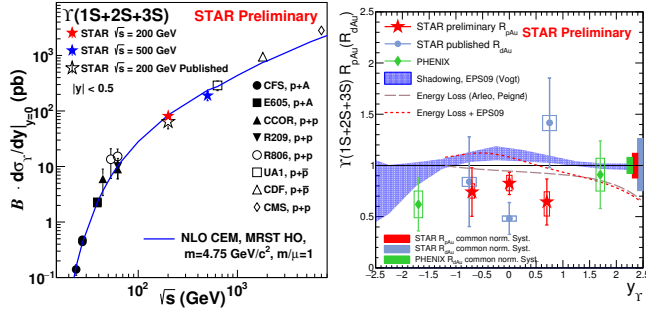 ϒ(1S+2S+3S) STAR Preliminary
STAR √s = 200 GeV
STAR √s = 500 GeV
STAR √s = 200 GeV Published
|y| < 0.5
CFS, p+A
E605, p+A
CCOR, p+p
R209, p+p
R806, p+p
UA1, p+p̅
CDF, p+p̅
CMS, p+p
NLO CEM, MRST HO,
m=4.75 GeV/c², m/μ=1
B · dσϒ/dy|y=0 (pb)
10³
10²
10
1
10⁻¹
10² 10³
√s (GeV)
STAR Preliminary
STAR preliminary RpAu
STAR published RdAu
PHENIX
Shadowing, EPS09 (Vogt)
Energy Loss (Arleo, Peigné)
Energy Loss + EPS09
STAR RpAu common norm. Syst.
STAR RdAu common norm. Syst.
PHENIX RdAu common norm. Syst.
ϒ(1S+2S+3S) RpAu(RdAu)
2
1.5
1
0.5
0
-2.5 -2 -1.5 -1 -0.5 0 0.5 1 1.5 2 2.5
yϒ